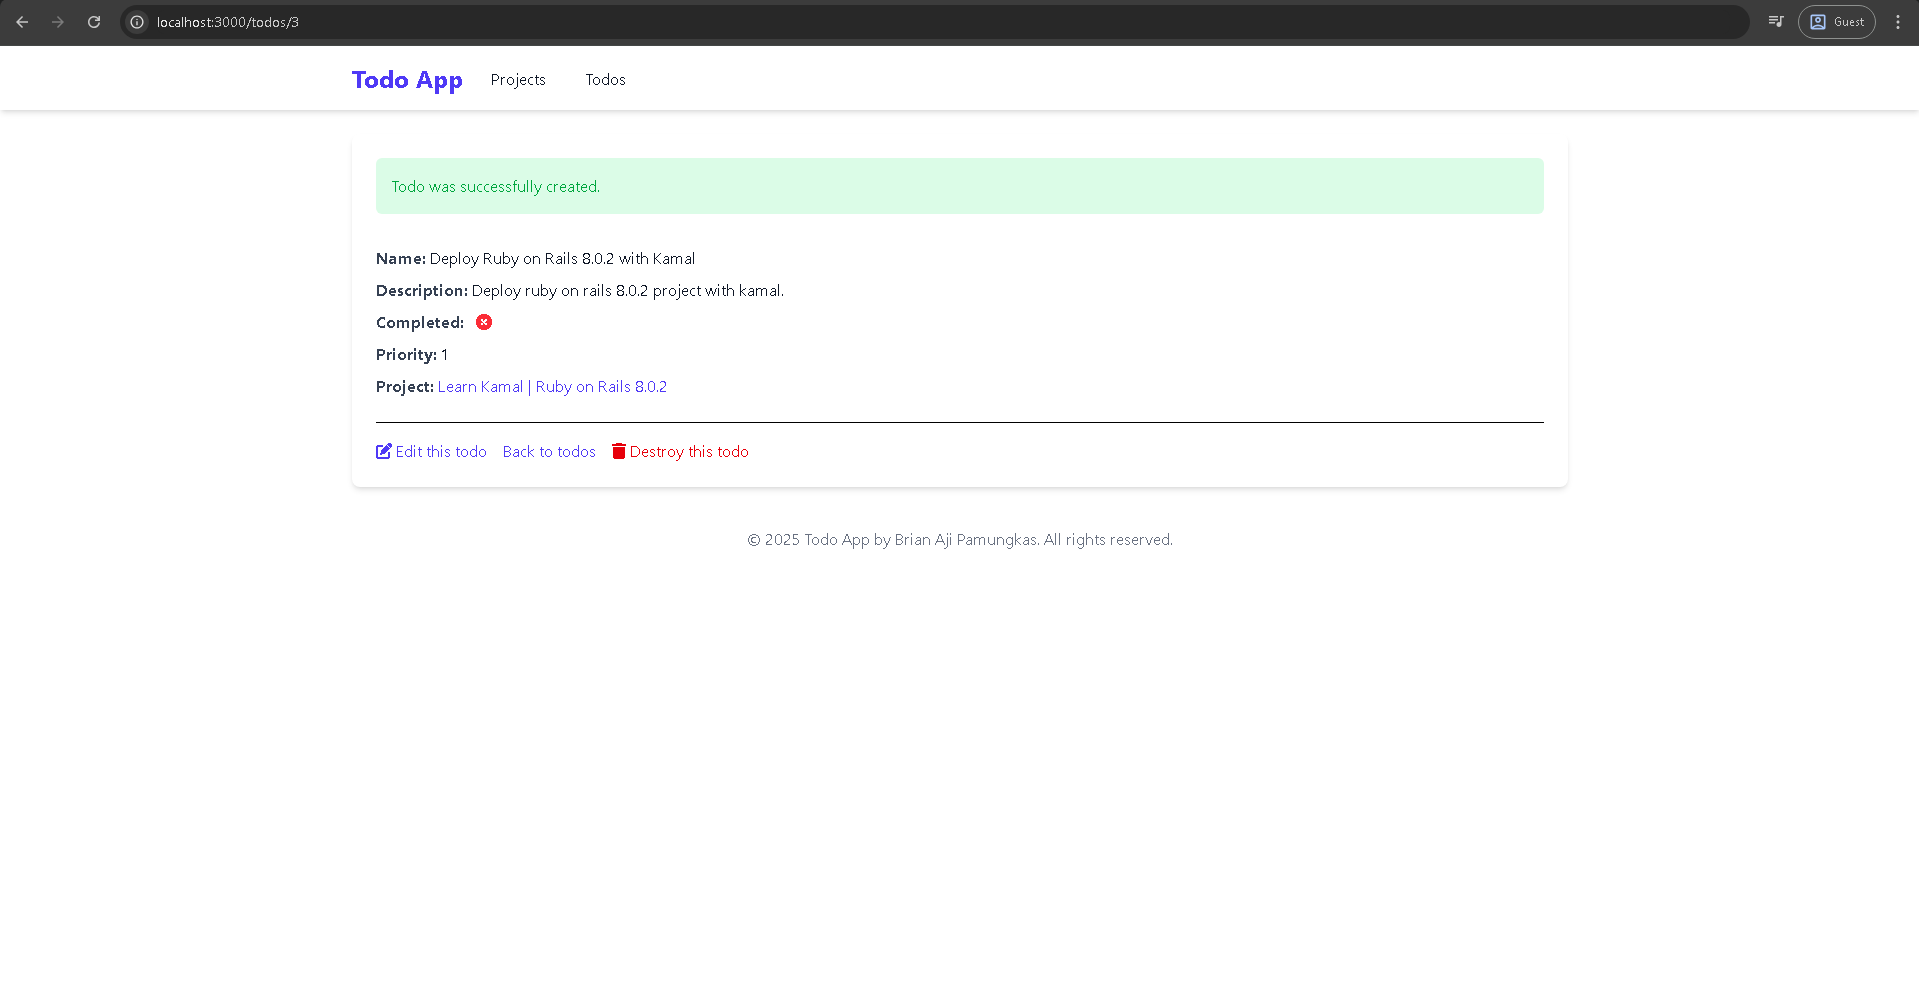 localhost:3000/todos/3
Guest
Todo App Projects Todos
Todo was successfully created.
Name: Deploy Ruby on Rails 8.0.2 with Kamal
Description: Deploy ruby on rails 8.0.2 project with kamal.
Completed:
Priority: 1
Project: Learn Kamal | Ruby on Rails 8.0.2
Edit this todo Back to todos Destroy this todo
© 2025 Todo App by Brian Aji Pamungkas. All rights reserved.